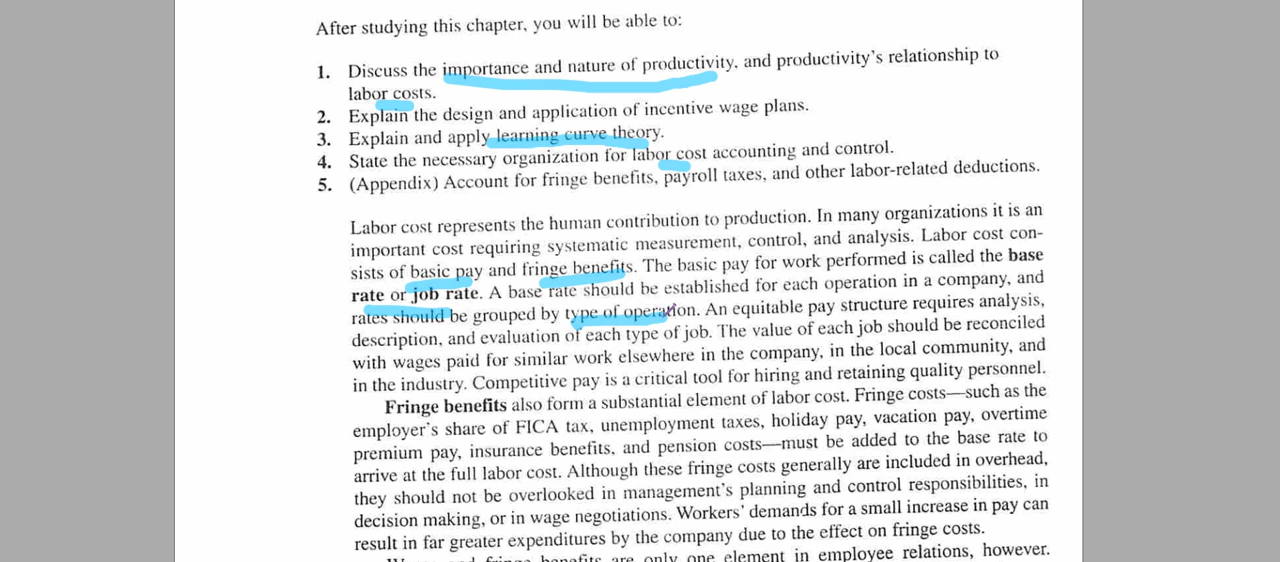 After studying this chapter, you will be able to:
1. Discuss the importance and nature of productivity, and productivity's relationship to
labor costs.
2. Explain the design and application of incentive wage plans.
3. Explain and apply learning curve theory.
4. State the necessary organization for labor cost accounting and control.
5. (Appendix) Account for fringe benefits, payroll taxes, and other labor-related deductions.
Labor cost represents the human contribution to production. In many organizations it is an
important cost requiring systematic measurement, control, and analysis. Labor cost con-
sists of basic pay and fringe benefits. The basic pay for work performed is called the base
rate or job rate. A base rate should be established for each operation in a company, and
rates should be grouped by type of operation. An equitable pay structure requires analysis,
description, and evaluation of each type of job. The value of each job should be reconciled
with wages paid for similar work elsewhere in the company, in the local community, and
in the industry. Competitive pay is a critical tool for hiring and retaining quality personnel.
Fringe benefits also form a substantial element of labor cost. Fringe costs—such as the
employer's share of FICA tax, unemployment taxes, holiday pay, vacation pay, overtime
premium pay, insurance benefits, and pension costs—must be added to the base rate to
arrive at the full labor cost. Although these fringe costs generally are included in overhead,
they should not be overlooked in management's planning and control responsibilities, in
decision making, or in wage negotiations. Workers' demands for a small increase in pay can
result in far greater expenditures by the company due to the effect on fringe costs.
fringe benefits are only one element in employee relations, however.